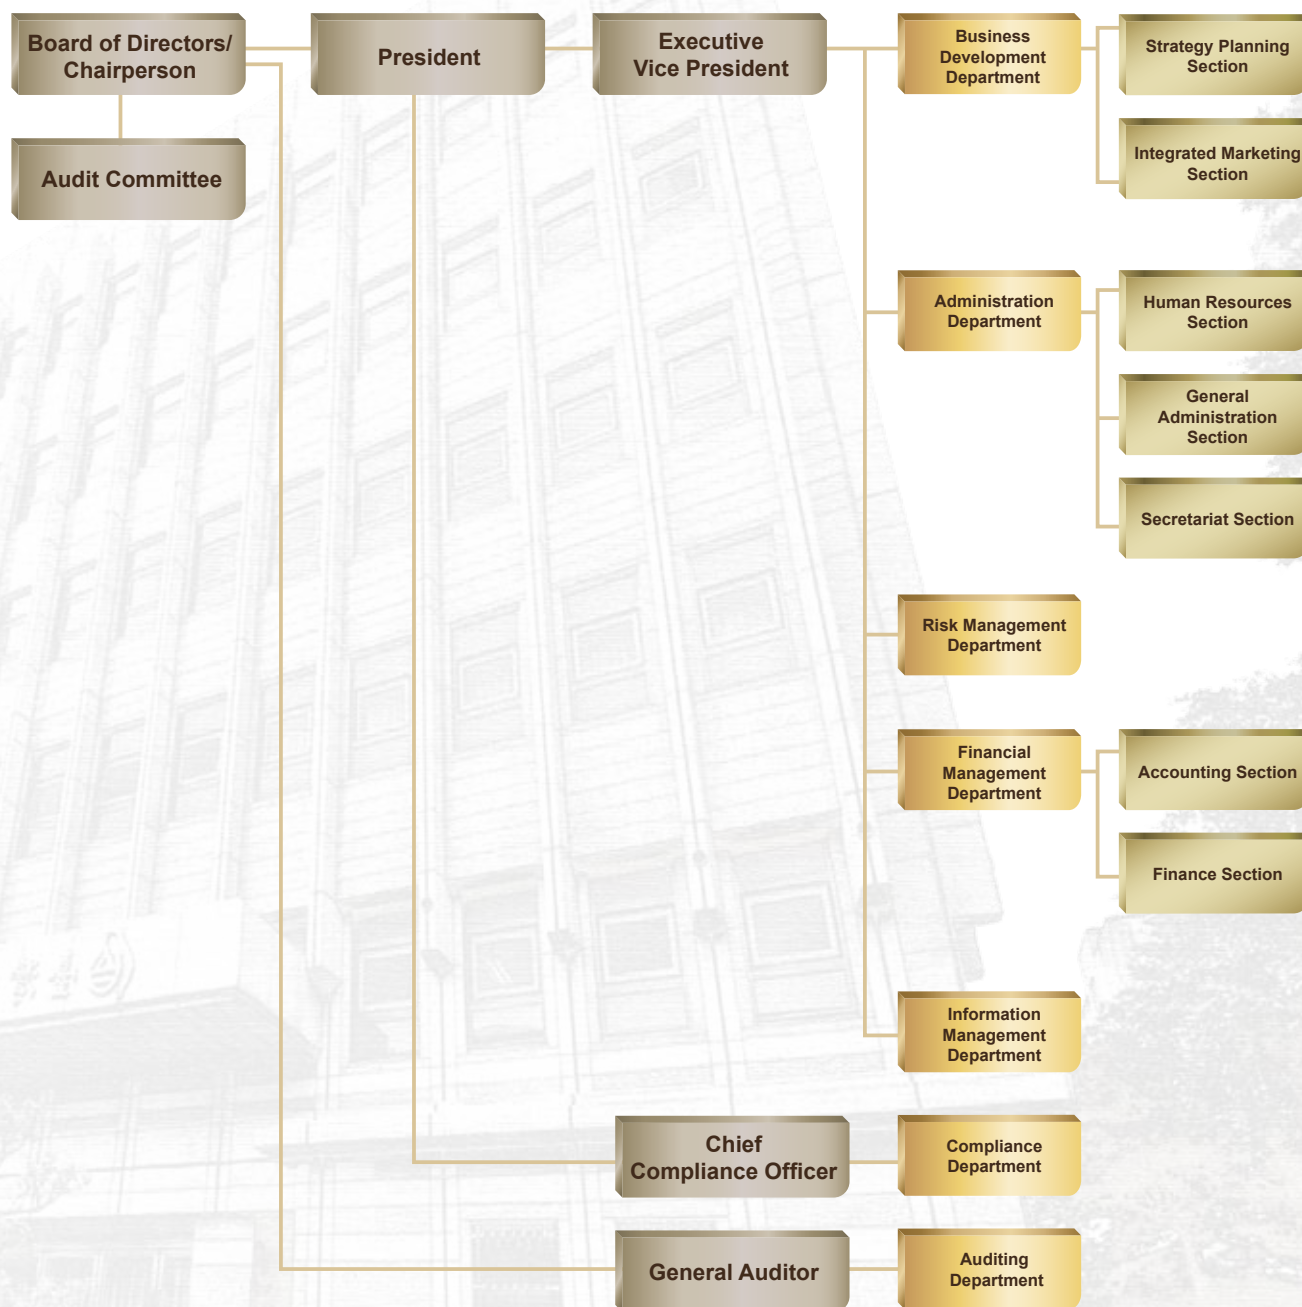 Board of Directors/
Chairperson
President
Executive
Vice President
Business
Development
Department
Strategy Planning
Section
Integrated Marketing
Section
Audit Committee
Administration
Department
Human Resources
Section
General
Administration
Section
Secretariat Section
Risk Management
Department
Financial
Management
Department
Accounting Section
Finance Section
Information
Management
Department
Chief
Compliance Officer
Compliance
Department
General Auditor
Auditing
Department